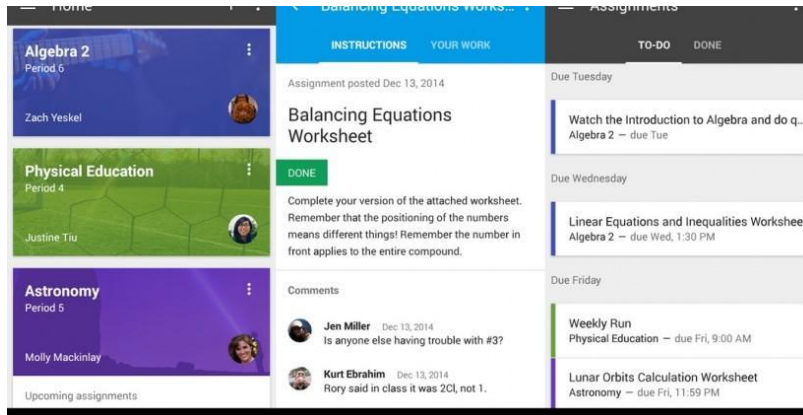 Home
Algebra 2
Period 6
Zach Yeskel
Physical Education
Period 4
Justine Tiu
Astronomy
Period 5
Molly Mackinlay
Upcoming assignments
Balancing Equations Works...
INSTRUCTIONS YOUR WORK
Assignment posted Dec 13, 2014
Balancing Equations
Worksheet
DONE
Complete your version of the attached worksheet.
Remember that the positioning of the numbers
means different things! Remember the number in
front applies to the entire compound.
Comments
Jen Miller Dec 13, 2014
Is anyone else having trouble with #3?
Kurt Ebrahim Dec 13, 2014
Rory said in class it was 2Cl, not 1.
Assignments
TO-DO DONE
Due Tuesday
Watch the Introduction to Algebra and do q..
Algebra 2 — due Tue
Due Wednesday
Linear Equations and Inequalities Workshee
Algebra 2 — due Wed, 1:30 PM
Due Friday
Weekly Run
Physical Education — due Fri, 9:00 AM
Lunar Orbits Calculation Worksheet
Astronomy — due Fri, 11:59 PM